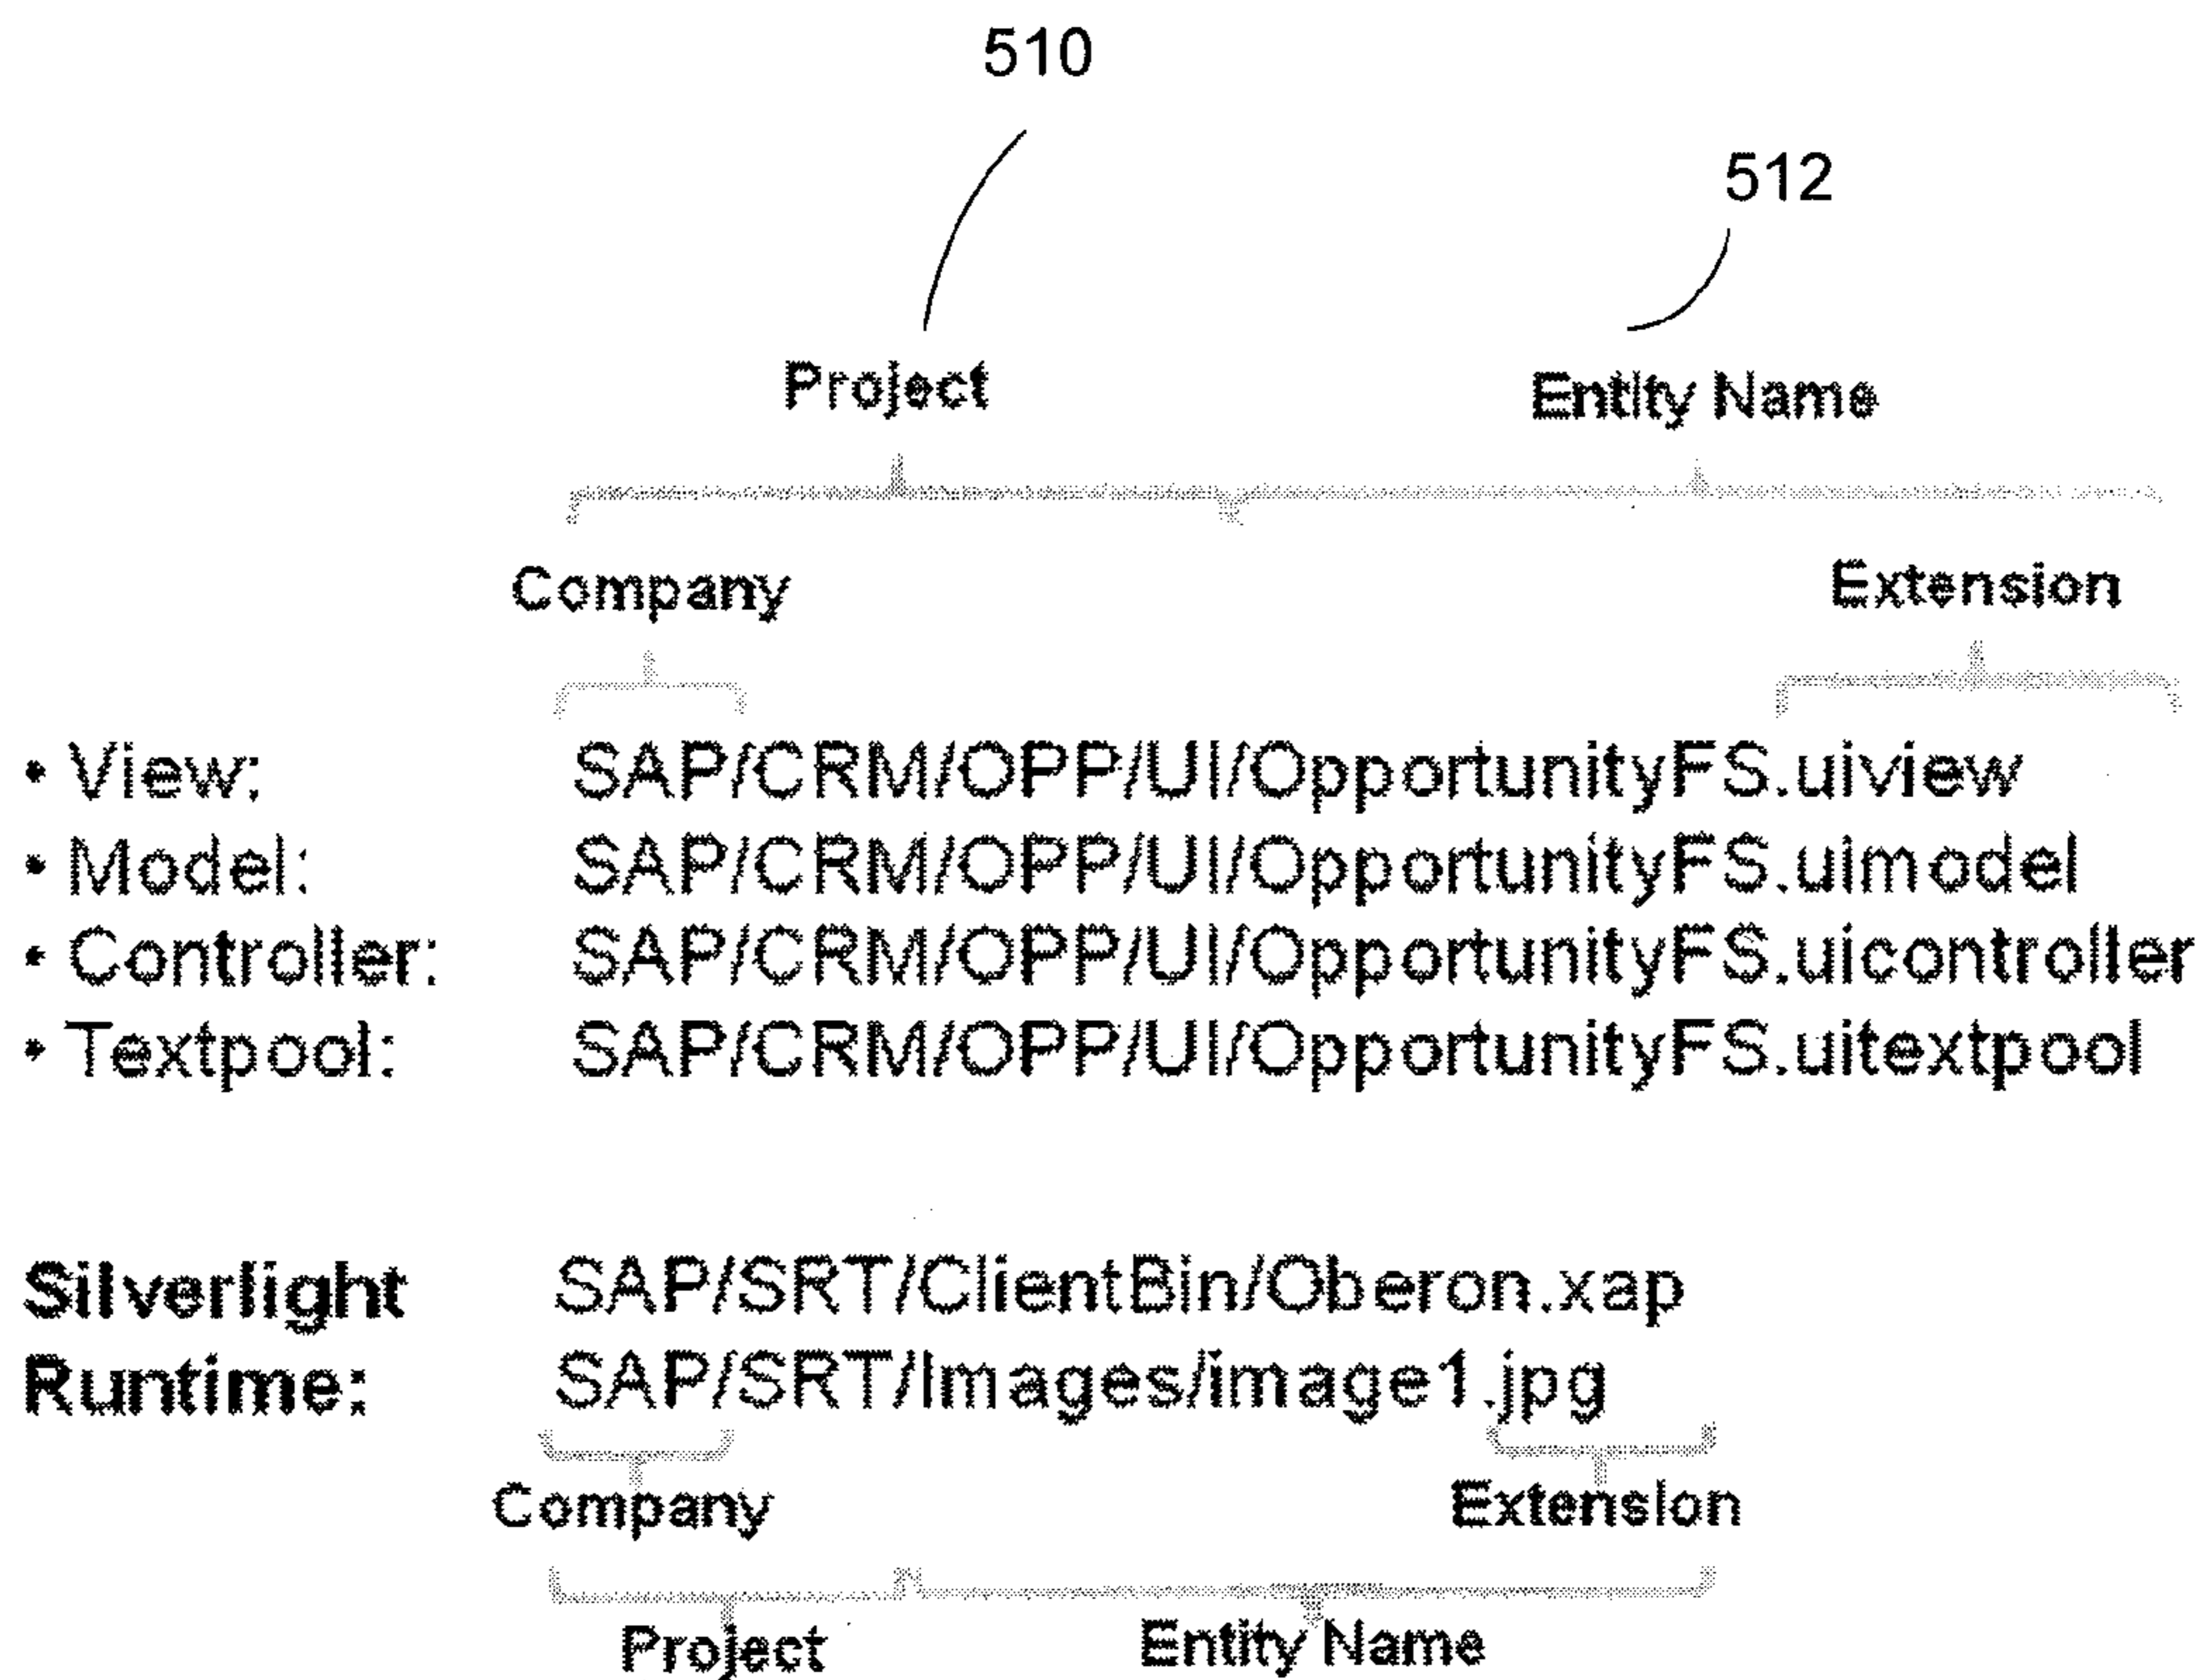 510
512
Project Entity Name
Company Extension
• View: SAP/CRM/OPP/UI/OpportunityFS.uiview
• Model: SAP/CRM/OPP/UI/OpportunityFS.uimodel
• Controller: SAP/CRM/OPP/UI/OpportunityFS.uicontroller
• Textpool: SAP/CRM/OPP/UI/OpportunityFS.uitextpool
Silverlight SAP/SRT/ClientBin/Oberon.xap
Runtime: SAP/SRT/Images/image1.jpg
Company Extension
Project Entity Name